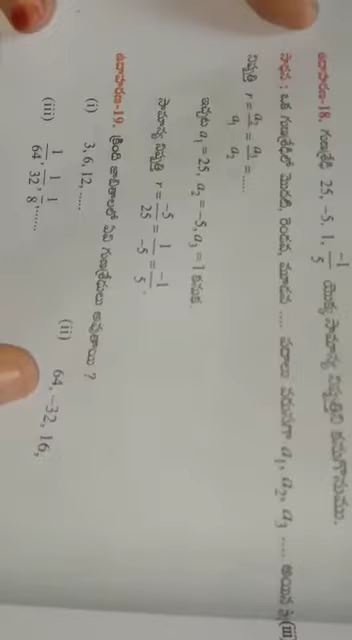 ఉదాహరణ-18. గుణశ్రేఢి 25, -5, 1, -1/5 యొక్క సామాన్య నిష్పత్తిని కనుగొనుము.
సాధన : ఒక గుణశ్రేఢిలో మొదటి, రెండవ, మూడవ .... పదాలు వరుసగా a₁, a₂, a₃ .... అయిన
నిష్పత్తి r = a₂/a₁ = a₃/a₂ = .....
ఇచ్చట a₁ = 25, a₂ = -5, a₃ = 1 కనుక.
సామాన్య నిష్పత్తి r = -5/25 = 1/-5 = -1/5.
ఉదాహరణ-19. క్రింది జాబితాలలో ఏవి గుణశ్రేఢులు అవుతాయి ?
(i) 3, 6, 12, ..... (ii) 64, -32, 16,
(iii) 1/64, 1/32, 1/8, ......
(iii)